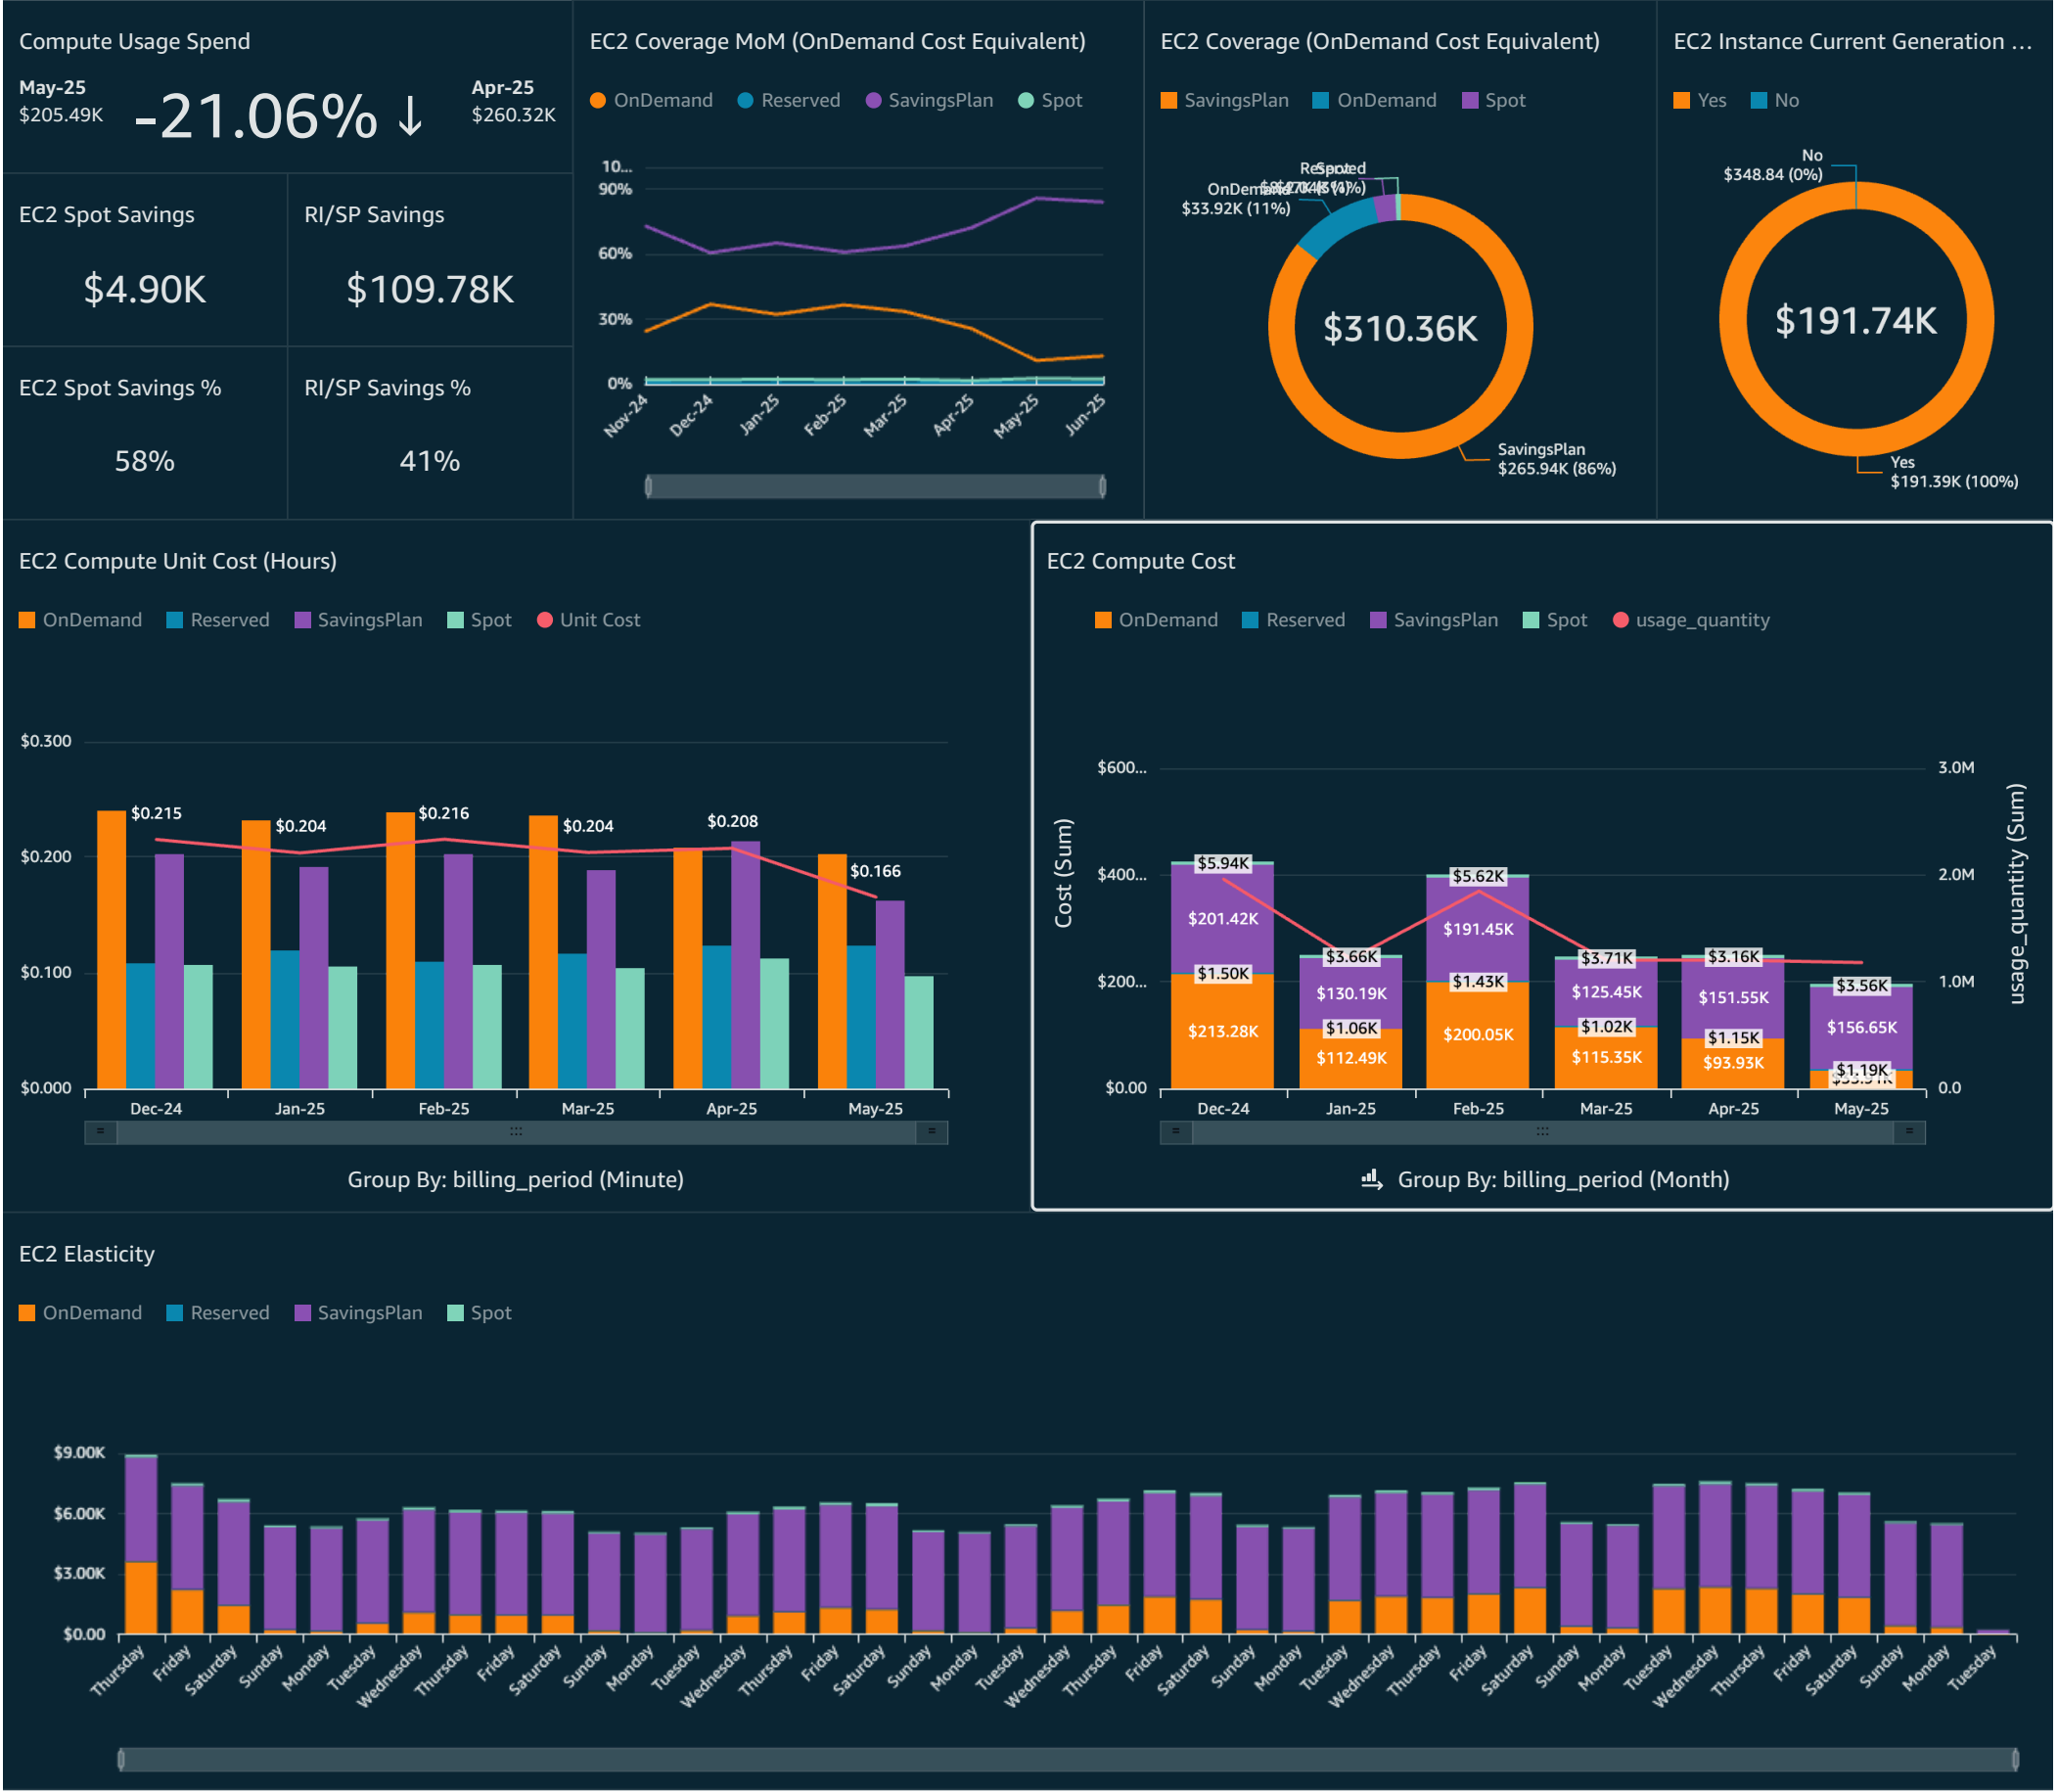 Compute Usage Spend
May-25
$205.49K
-21.06% ↓
Apr-25
$260.32K
EC2 Spot Savings
$4.90K
RI/SP Savings
$109.78K
EC2 Spot Savings %
58%
RI/SP Savings %
41%
EC2 Coverage MoM (OnDemand Cost Equivalent)
OnDemand Reserved SavingsPlan Spot
10...
90%
60%
30%
0%
Nov-24 Dec-24 Jan-25 Feb-25 Mar-25 Apr-25 May-25 Jun-25
EC2 Coverage (OnDemand Cost Equivalent)
SavingsPlan OnDemand Spot
Reserved
Spot
OnDemand
$33.92K (11%)
$310.36K
SavingsPlan
$265.94K (86%)
EC2 Instance Current Generation ...
Yes No
No
$348.84 (0%)
$191.74K
Yes
$191.39K (100%)
EC2 Compute Unit Cost (Hours)
OnDemand Reserved SavingsPlan Spot Unit Cost
$0.300
$0.200
$0.100
$0.000
$0.215 $0.204 $0.216 $0.204 $0.208 $0.166
Dec-24 Jan-25 Feb-25 Mar-25 Apr-25 May-25
Group By: billing_period (Minute)
EC2 Compute Cost
OnDemand Reserved SavingsPlan Spot usage_quantity
Cost (Sum)
$600...
$400...
$200...
$0.00
3.0M
2.0M
1.0M
0.0
usage_quantity (Sum)
$5.94K $3.66K $5.62K $3.71K $3.16K $3.56K
$201.42K $130.19K $191.45K $125.45K $151.55K $156.65K
$1.50K $1.06K $1.43K $1.02K $1.15K $1.19K
$213.28K $112.49K $200.05K $115.35K $93.93K
Dec-24 Jan-25 Feb-25 Mar-25 Apr-25 May-25
Group By: billing_period (Month)
EC2 Elasticity
OnDemand Reserved SavingsPlan Spot
$9.00K
$6.00K
$3.00K
$0.00
Thursday Friday Saturday Sunday Monday Tuesday Wednesday Thursday Friday Saturday Sunday Monday Tuesday Wednesday Thursday Friday Saturday Sunday Monday Tuesday Wednesday Thursday Friday Saturday Sunday Monday Tuesday Wednesday Thursday Friday Saturday Sunday Monday Tuesday Wednesday Thursday Friday Saturday Sunday Monday Tuesday